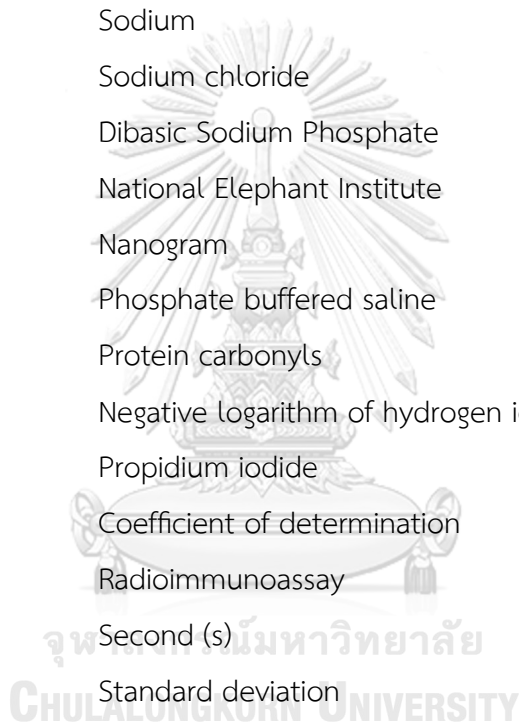 Sodium
Sodium chloride
Dibasic Sodium Phosphate
National Elephant Institute
Nanogram
Phosphate buffered saline
Protein carbonyls
Negative logarithm of hydrogen i
Propidium iodide
Coefficient of determination
Radioimmunoassay
Second (s)
จุฬาลงกรณ์มหาวิทยาลัย
Standard deviation
CHULALONGKORN UNIVERSITY